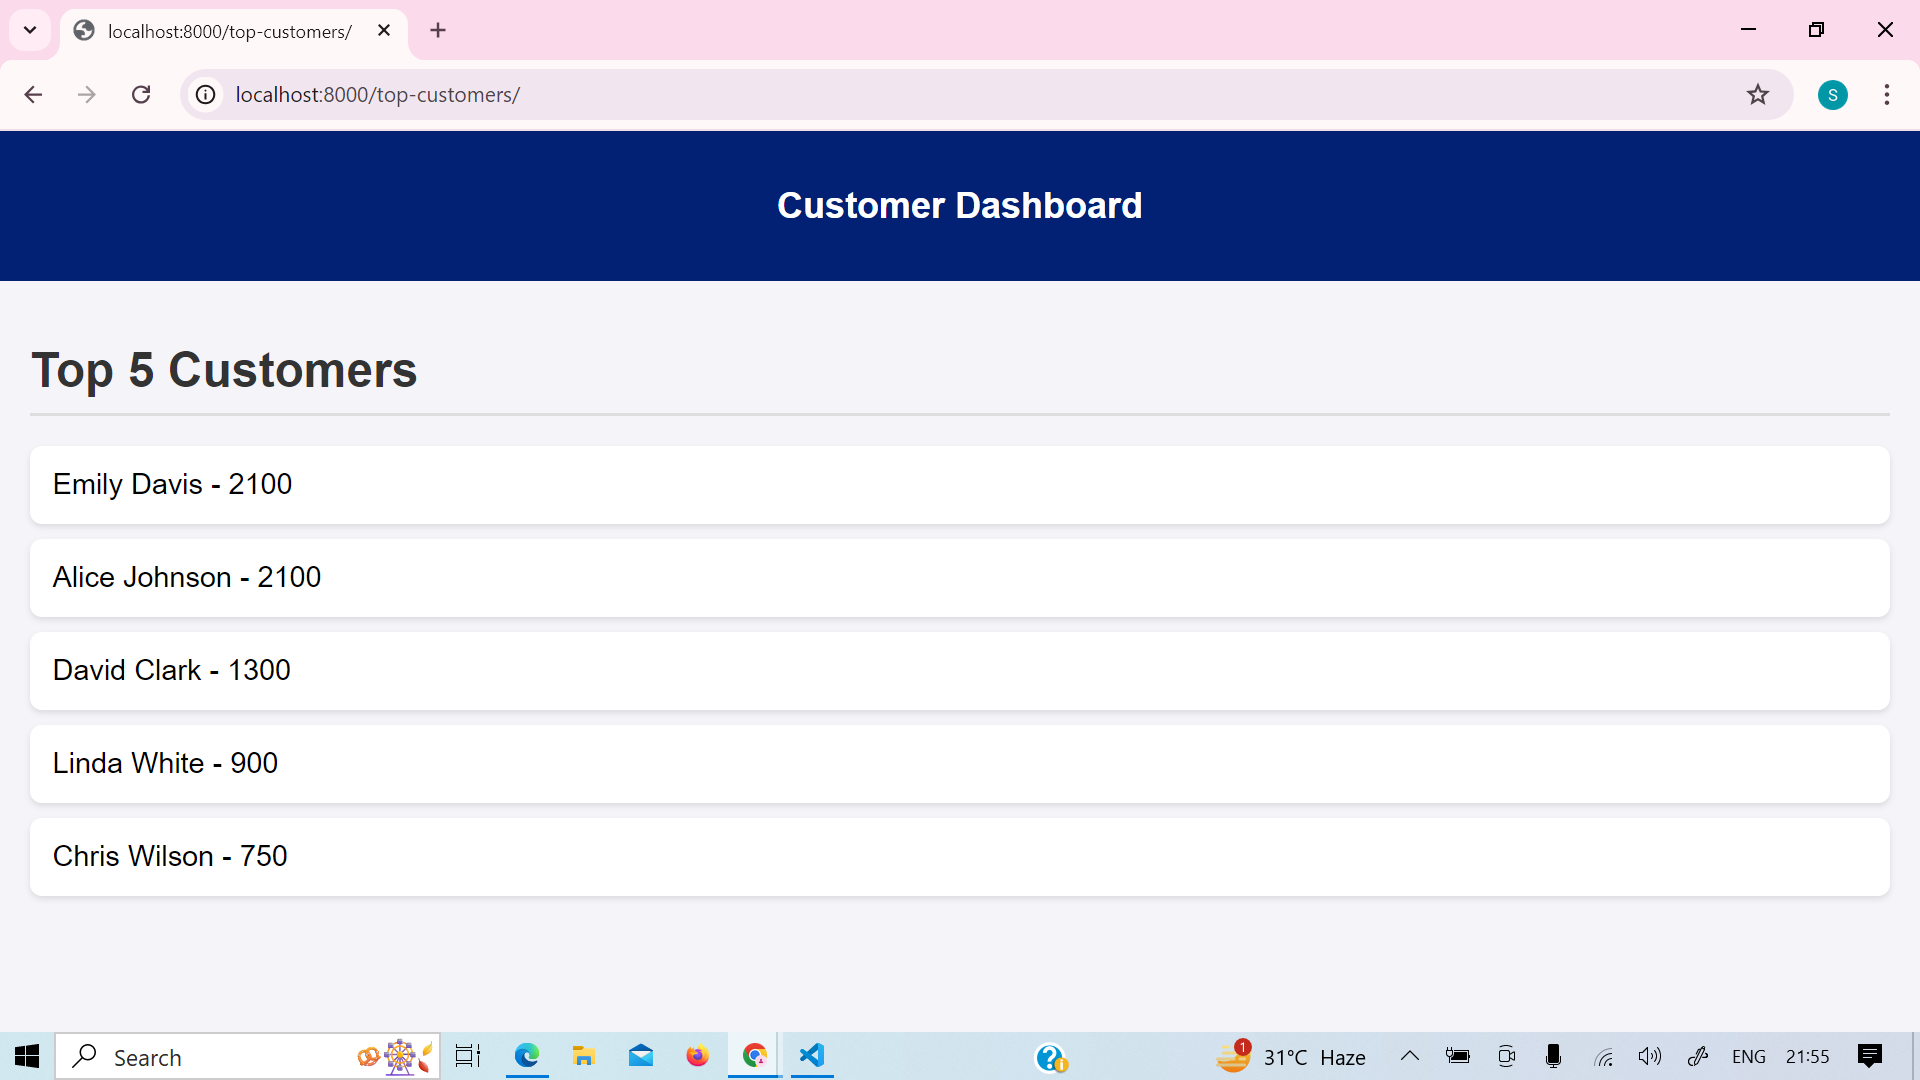 localhost:8000/top-customers/
localhost:8000/top-customers/
S
Customer Dashboard
Top 5 Customers
Emily Davis - 2100
Alice Johnson - 2100
David Clark - 1300
Linda White - 900
Chris Wilson - 750
Search
1
31°C Haze
ENG
21:55